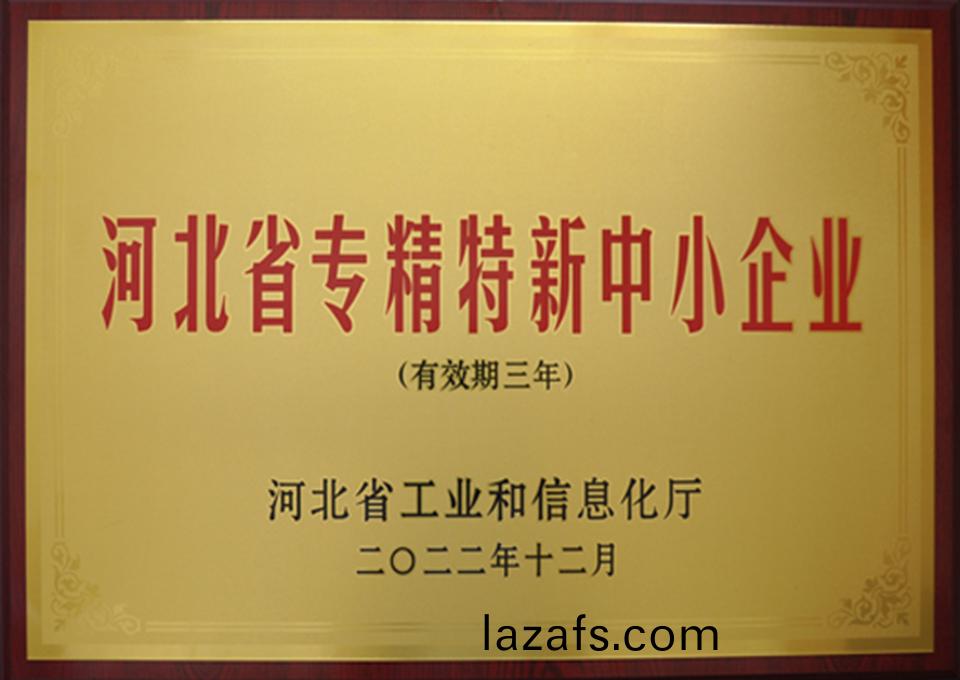 河北省专精特新中小企业
(有效期三年)
河北省工业和信息化厅
二〇二二年十二月
lazafs.com